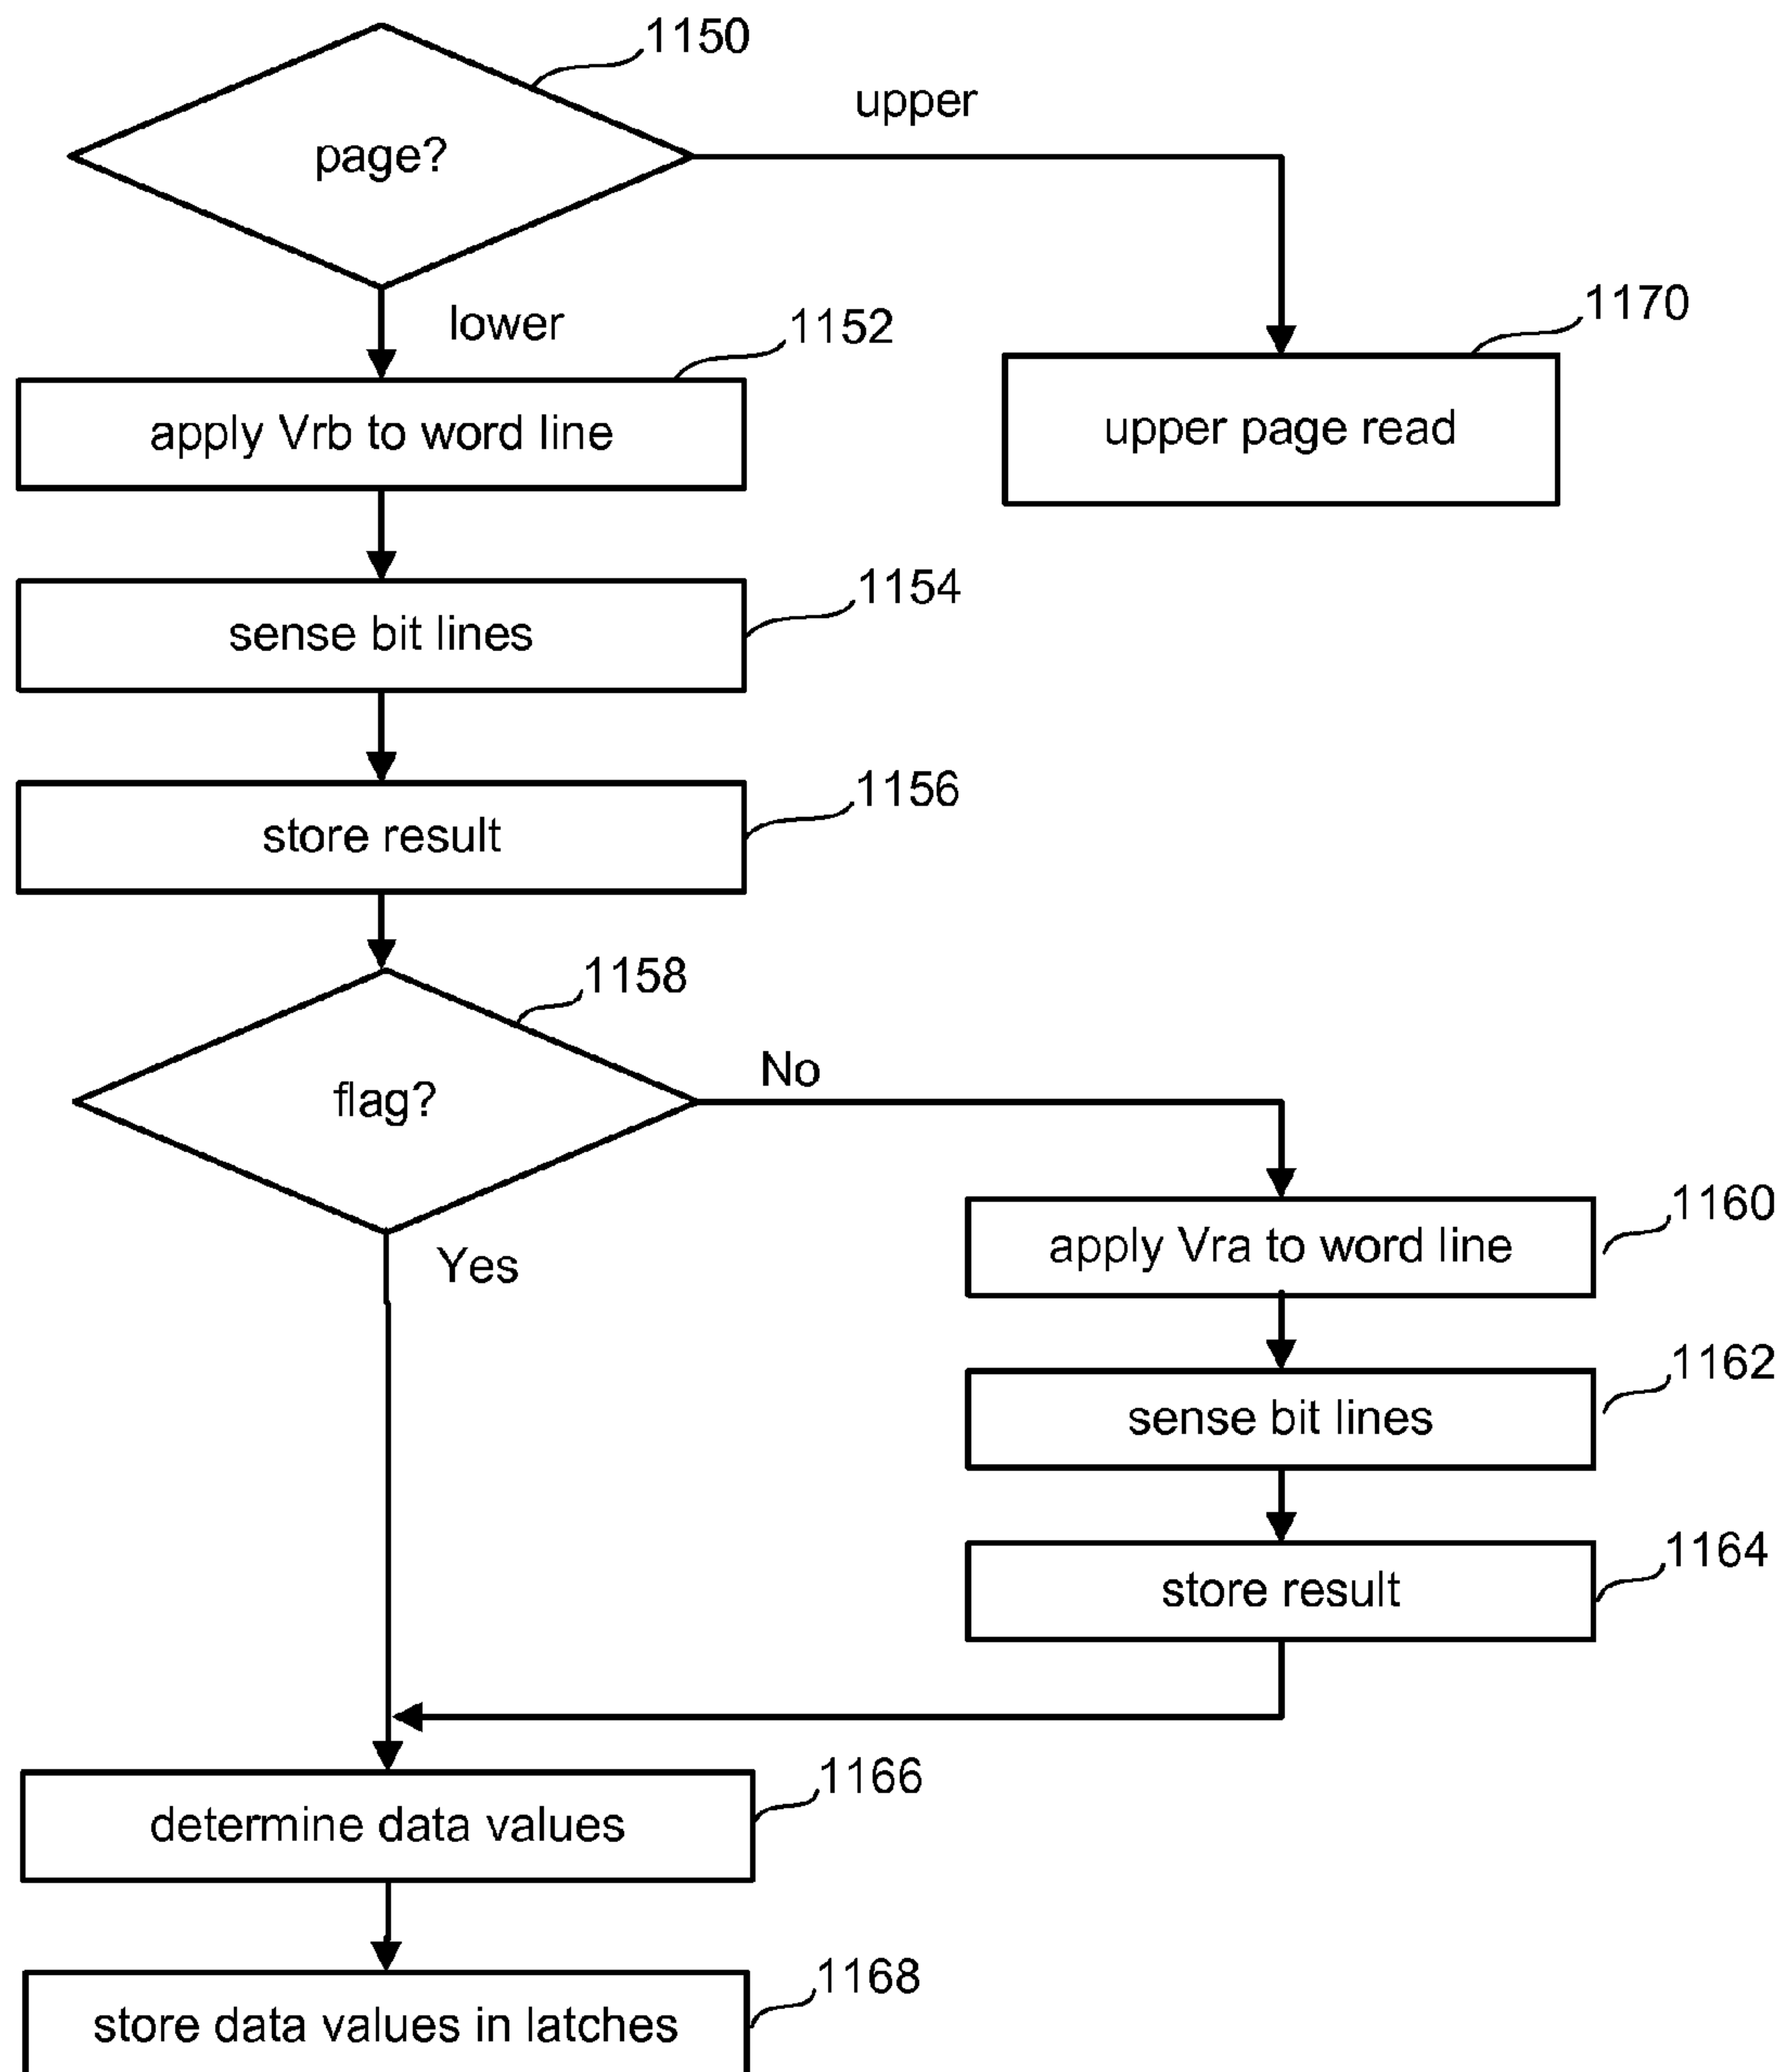 1150
page?
upper
lower
1152
apply Vrb to word line
1170
upper page read
1154
sense bit lines
1156
store result
1158
flag?
No
Yes
1160
apply Vra to word line
1162
sense bit lines
1164
store result
1166
determine data values
1168
store data values in latches